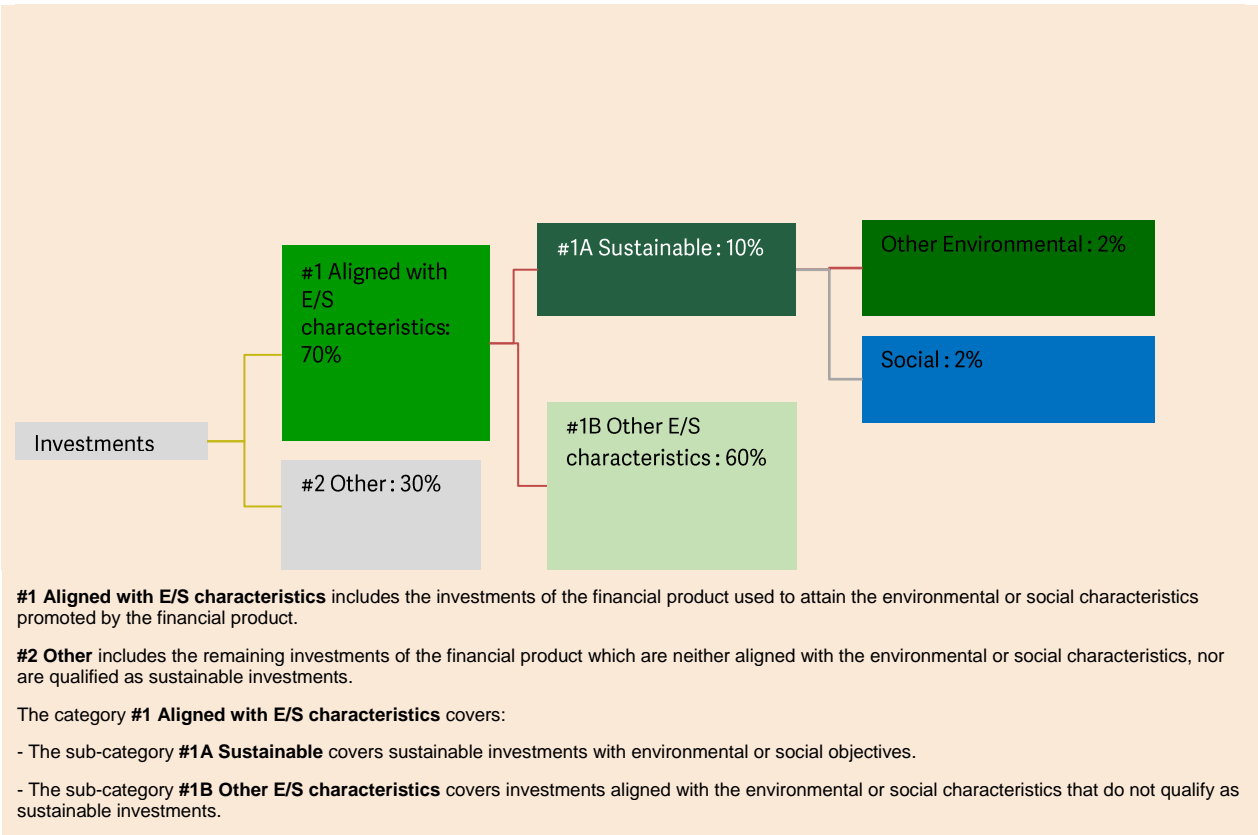 #1A Sustainable : 10%
Other Environmental : 2%
#1 Aligned with
E/S
characteristics:
70%
Social : 2%
#1B Other E/S
characteristics : 60%
Investments
#2 Other : 30%
#1 Aligned with E/S characteristics includes the investments of the financial product used to attain the environmental or social characteristics
promoted by the financial product.
#2 Other includes the remaining investments of the financial product which are neither aligned with the environmental or social characteristics, nor
are qualified as sustainable investments.
The category #1 Aligned with E/S characteristics covers:
- The sub-category #1A Sustainable covers sustainable investments with environmental or social objectives.
- The sub-category #1B Other E/S characteristics covers investments aligned with the environmental or social characteristics that do not qualify as
sustainable investments.